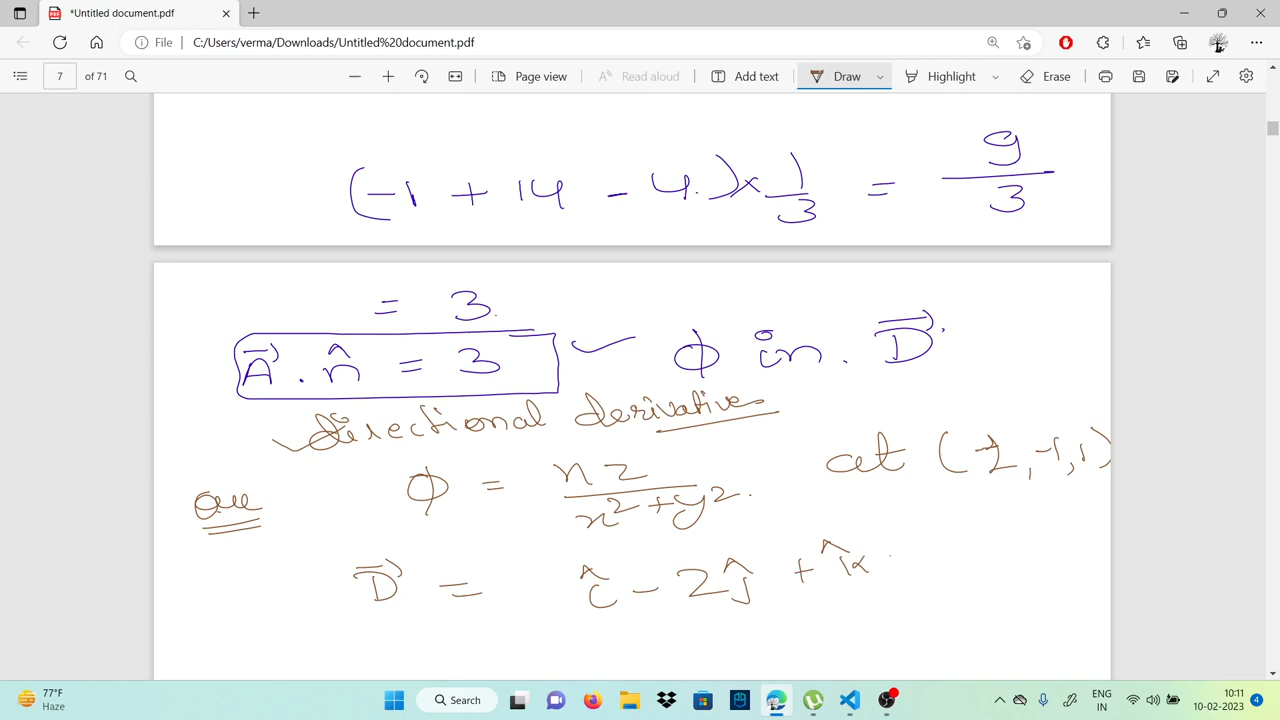 *Untitled document.pdf
File C:/Users/verma/Downloads/Untitled%20document.pdf
7 of 71 Page view Read aloud Add text Draw Highlight Erase
(-1 + 14 - 4.) × 1/3 = 9/3
= 3.
A⃗ . n̂ = 3 ✓ ϕ in. D⃗.
directional derivatives
Que ϕ = xz / x² + y². at ( , -1, 1)
D⃗ = î - 2ĵ + k̂.
77°F
Haze
Search
ENG
IN
10:11
10-02-2023
4